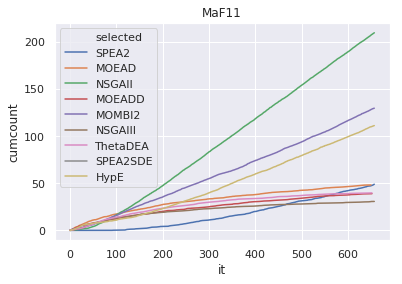 MaF11
selected
SPEA2
MOEAD
NSGAII
MOEADD
MOMBI2
NSGAIII
ThetaDEA
SPEA2SDE
HypE
cumcount
200
150
100
50
0
0 100 200 300 400 500 600
it